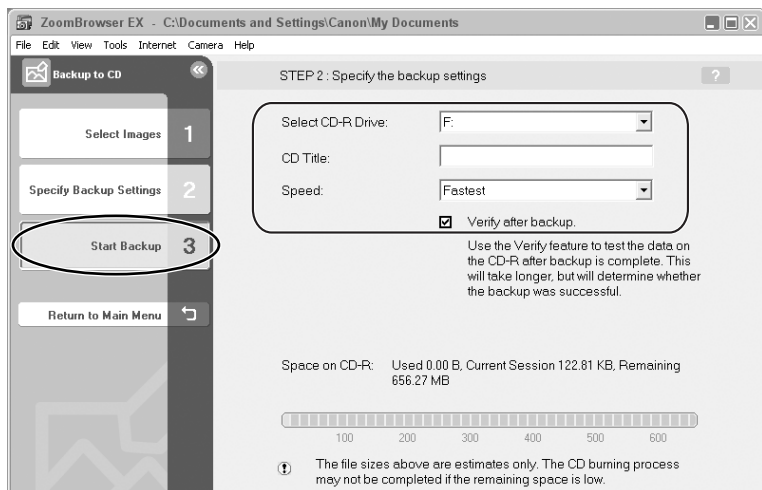 ZoomBrowser EX - C:\Documents and Settings\Canon\My Documents
File Edit View Tools Internet Camera Help
Backup to CD
STEP 2 : Specify the backup settings
?
Select Images 1
Specify Backup Settings 2
Start Backup 3
Return to Main Menu
Select CD-R Drive: F:
CD Title:
Speed: Fastest
Verify after backup.
Use the Verify feature to test the data on
the CD-R after backup is complete. This
will take longer, but will determine whether
the backup was successful.
Space on CD-R: Used 0.00 B, Current Session 122.81 KB, Remaining
656.27 MB
100 200 300 400 500 600
The file sizes above are estimates only. The CD burning process
may not be completed if the remaining space is low.